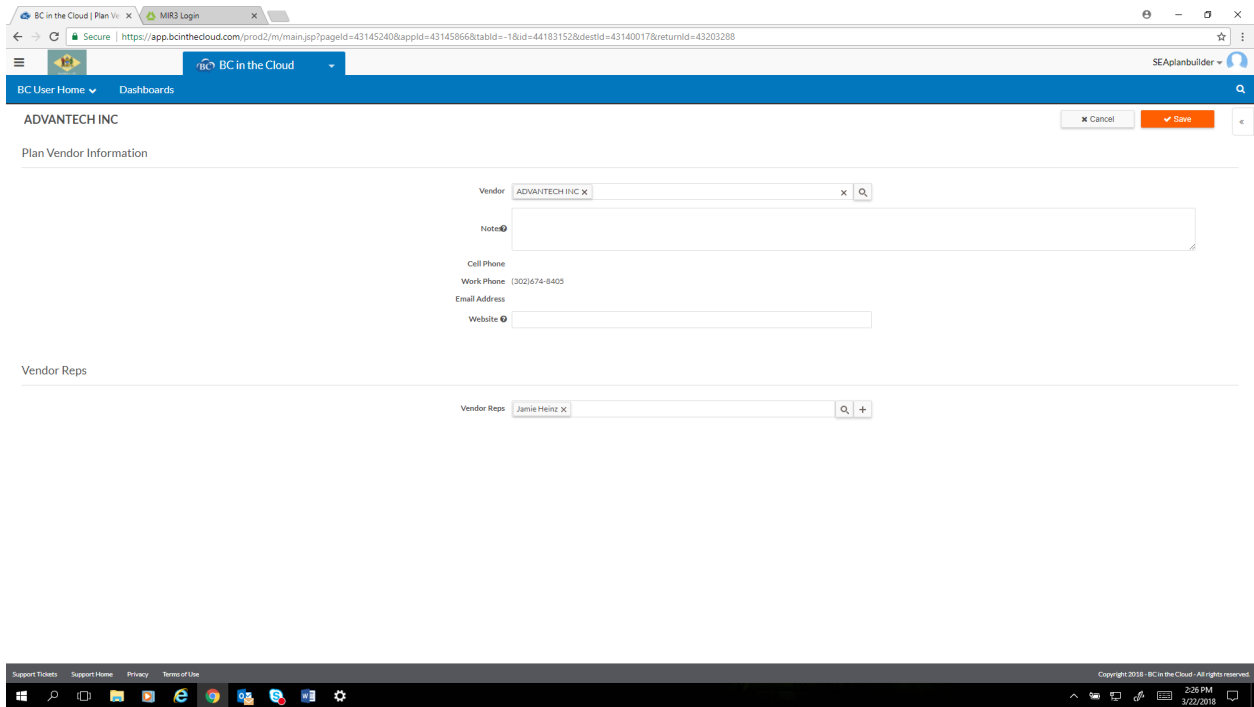 BC in the Cloud | Plan Ve
MIR3 Login
Secure | https://app.bcinthecloud.com/prod2/m/main.jsp?pageId=43145240&appId=43145866&tabId=-1&id=44183152&destId=43140017&returnId=43203288
BC BC in the Cloud
SEAplanbuilder
BC User Home Dashboards
ADVANTECH INC
Cancel Save
Plan Vendor Information
Vendor ADVANTECH INC
Notes
Cell Phone
Work Phone (302)674-8405
Email Address
Website
Vendor Reps
Vendor Reps Jamie Heinz
Support Tickets Support Home Privacy Terms of Use Copyright 2018 - BC in the Cloud - All rights reserved.
2:26 PM
3/22/2018